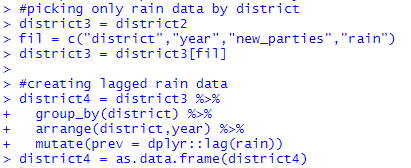 > #picking only rain data by district
> district3 = district2
> fil = c("district","year","new_parties","rain")
> district3 = district3[fil]
>
> #creating lagged rain data
> district4 = district3 %>%
+   group_by(district) %>%
+   arrange(district,year) %>%
+   mutate(prev = dplyr::lag(rain))
> district4 = as.data.frame(district4)